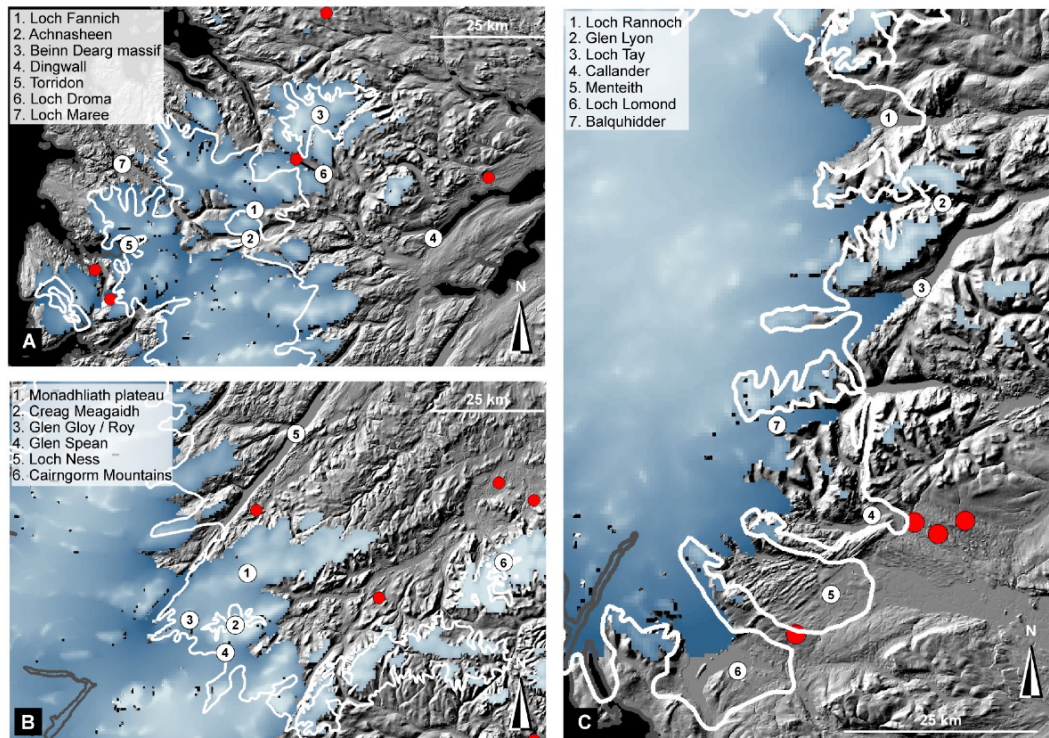 1. Loch Fannich
2. Achnasheen
3. Beinn Dearg massif
4. Dingwall
5. Torridon
6. Loch Droma
7. Loch Maree
25 km
3
7
6
1
2
4
5
N
A
1. Monadhliath plateau
2. Creag Meagaidh
3. Glen Gloy / Roy
4. Glen Spean
5. Loch Ness
6. Cairngorm Mountains
25 km
5
6
1
3
2
4
N
B
1. Loch Rannoch
2. Glen Lyon
3. Loch Tay
4. Callander
5. Menteith
6. Loch Lomond
7. Balquhidder
1
2
3
7
4
5
6
N
25 km
C